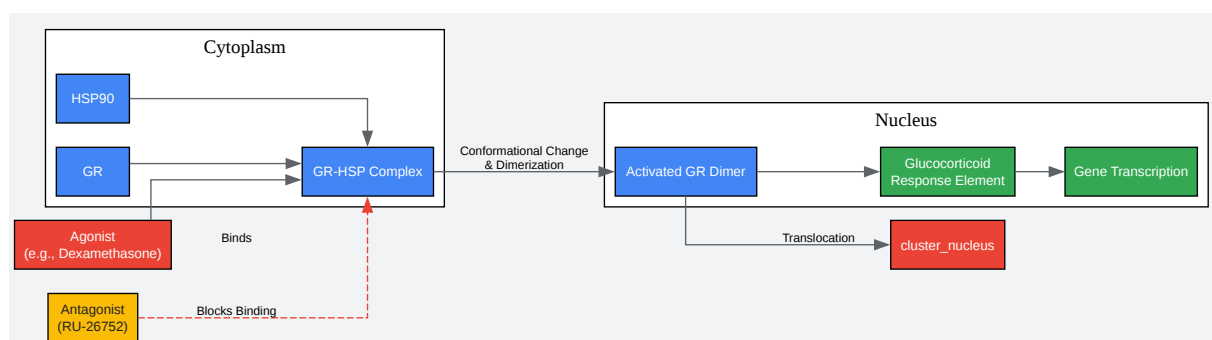 Cytoplasm
HSP90
GR
GR-HSP Complex
Agonist
(e.g., Dexamethasone)
Binds
Antagonist
(RU-26752)
Blocks Binding
Conformational Change
& Dimerization
Nucleus
Activated GR Dimer
Glucocorticoid
Response Element
Gene Transcription
Translocation
cluster_nucleus